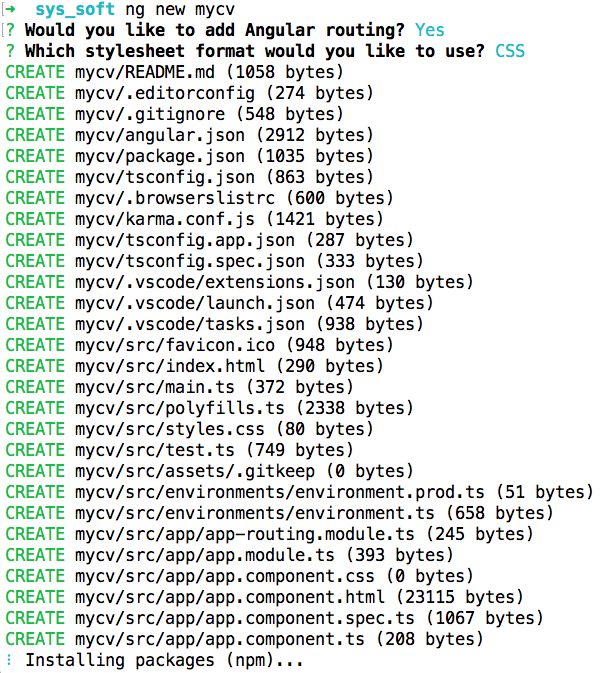 → sys_soft ng new mycv
? Would you like to add Angular routing? Yes
? Which stylesheet format would you like to use? CSS
CREATE mycv/README.md (1058 bytes)
CREATE mycv/.editorconfig (274 bytes)
CREATE mycv/.gitignore (548 bytes)
CREATE mycv/angular.json (2912 bytes)
CREATE mycv/package.json (1035 bytes)
CREATE mycv/tsconfig.json (863 bytes)
CREATE mycv/.browserslistrc (600 bytes)
CREATE mycv/karma.conf.js (1421 bytes)
CREATE mycv/tsconfig.app.json (287 bytes)
CREATE mycv/tsconfig.spec.json (333 bytes)
CREATE mycv/.vscode/extensions.json (130 bytes)
CREATE mycv/.vscode/launch.json (474 bytes)
CREATE mycv/.vscode/tasks.json (938 bytes)
CREATE mycv/src/favicon.ico (948 bytes)
CREATE mycv/src/index.html (290 bytes)
CREATE mycv/src/main.ts (372 bytes)
CREATE mycv/src/polyfills.ts (2338 bytes)
CREATE mycv/src/styles.css (80 bytes)
CREATE mycv/src/test.ts (749 bytes)
CREATE mycv/src/assets/.gitkeep (0 bytes)
CREATE mycv/src/environments/environment.prod.ts (51 bytes)
CREATE mycv/src/environments/environment.ts (658 bytes)
CREATE mycv/src/app/app-routing.module.ts (245 bytes)
CREATE mycv/src/app/app.module.ts (393 bytes)
CREATE mycv/src/app/app.component.css (0 bytes)
CREATE mycv/src/app/app.component.html (23115 bytes)
CREATE mycv/src/app/app.component.spec.ts (1067 bytes)
CREATE mycv/src/app/app.component.ts (208 bytes)
⠸ Installing packages (npm)...